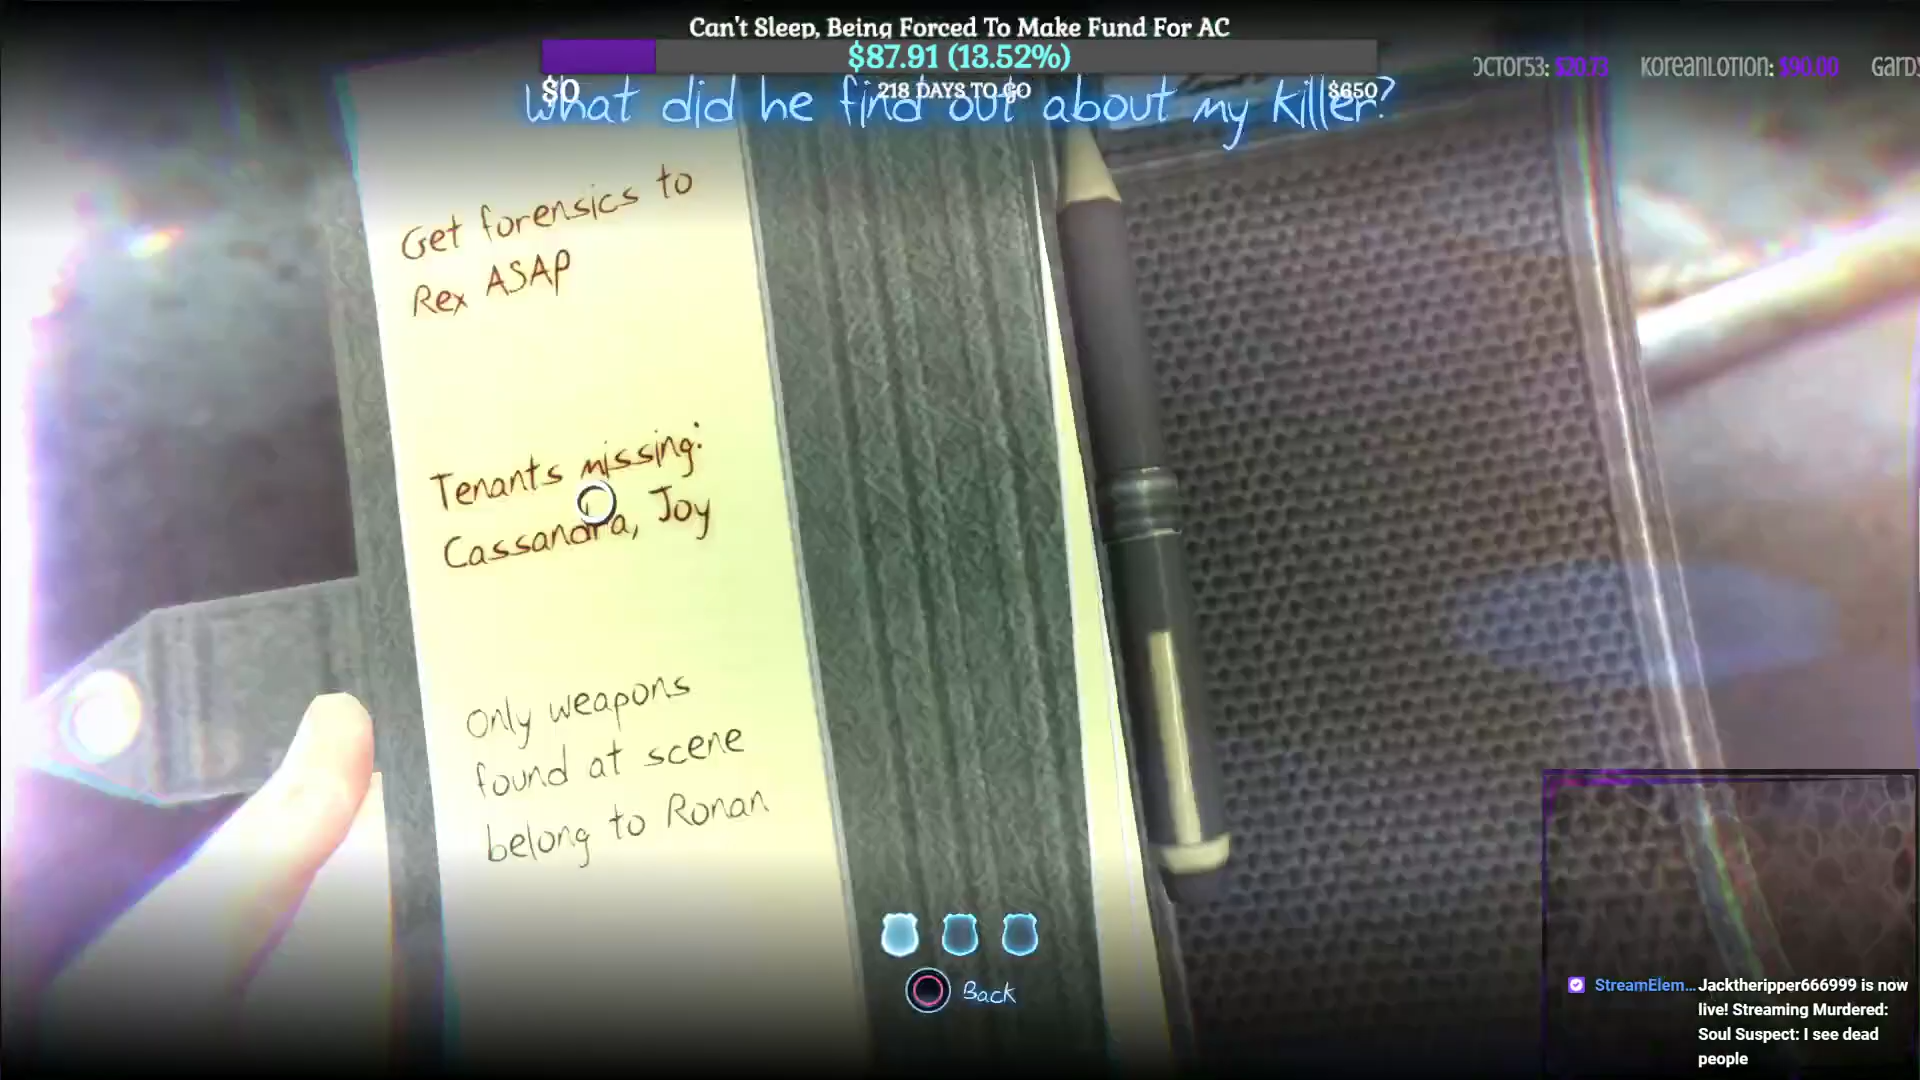 Can't Sleep, Being Forced To Make Fund For AC
$87.91 (13.52%)
$0
218 DAYS TO GO
$650
OCTOR53: $20.73 KOREANLOTION: $90.00
What did he find out about my killer?
Get forensics to
Rex ASAP
Tenants missing:
Cassandra, Joy
Only weapons
found at scene
belong to Ronan
Back
StreamElem... Jacktheripper666999 is now
live! Streaming Murdered:
Soul Suspect: I see dead
people